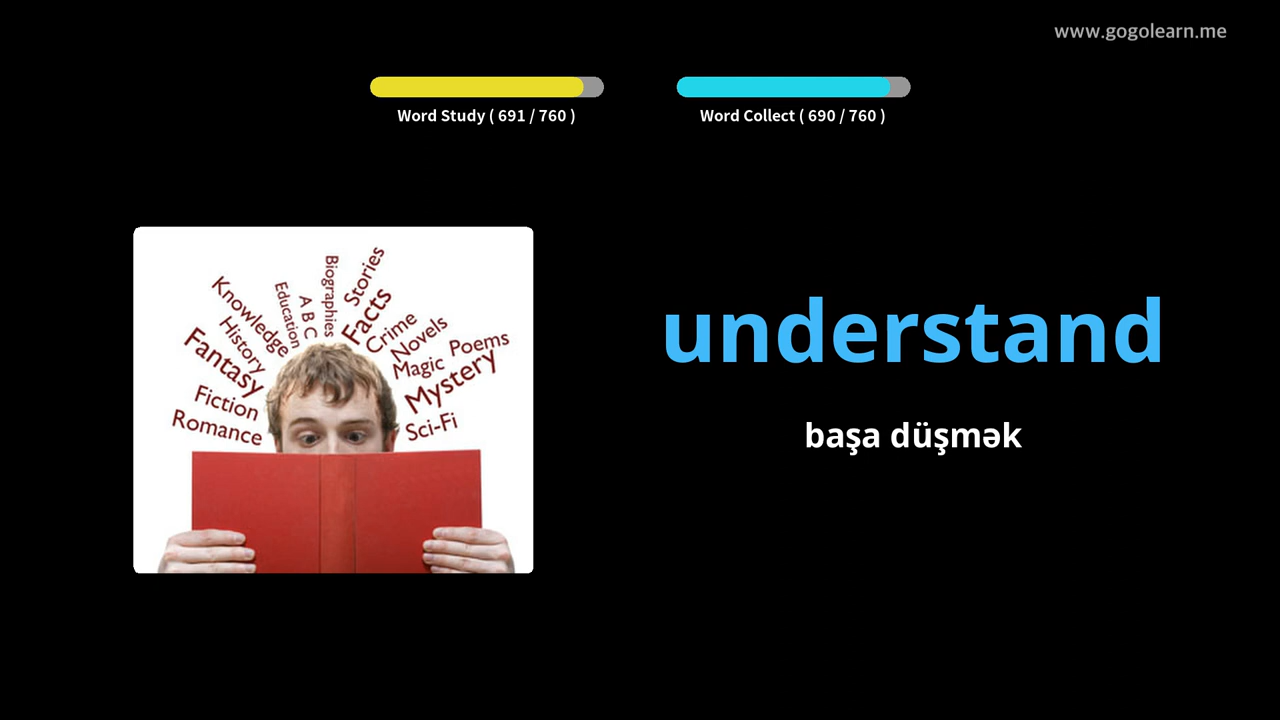 www.gogolearn.me
Word Study ( 691 / 760 )
Word Collect ( 690 / 760 )
understand
başa düşmək
Knowledge
History
Fantasy
Fiction
Romance
Education
A B C
Biographies
Stories
Facts
Crime
Novels
Magic
Poems
Mystery
Sci-Fi